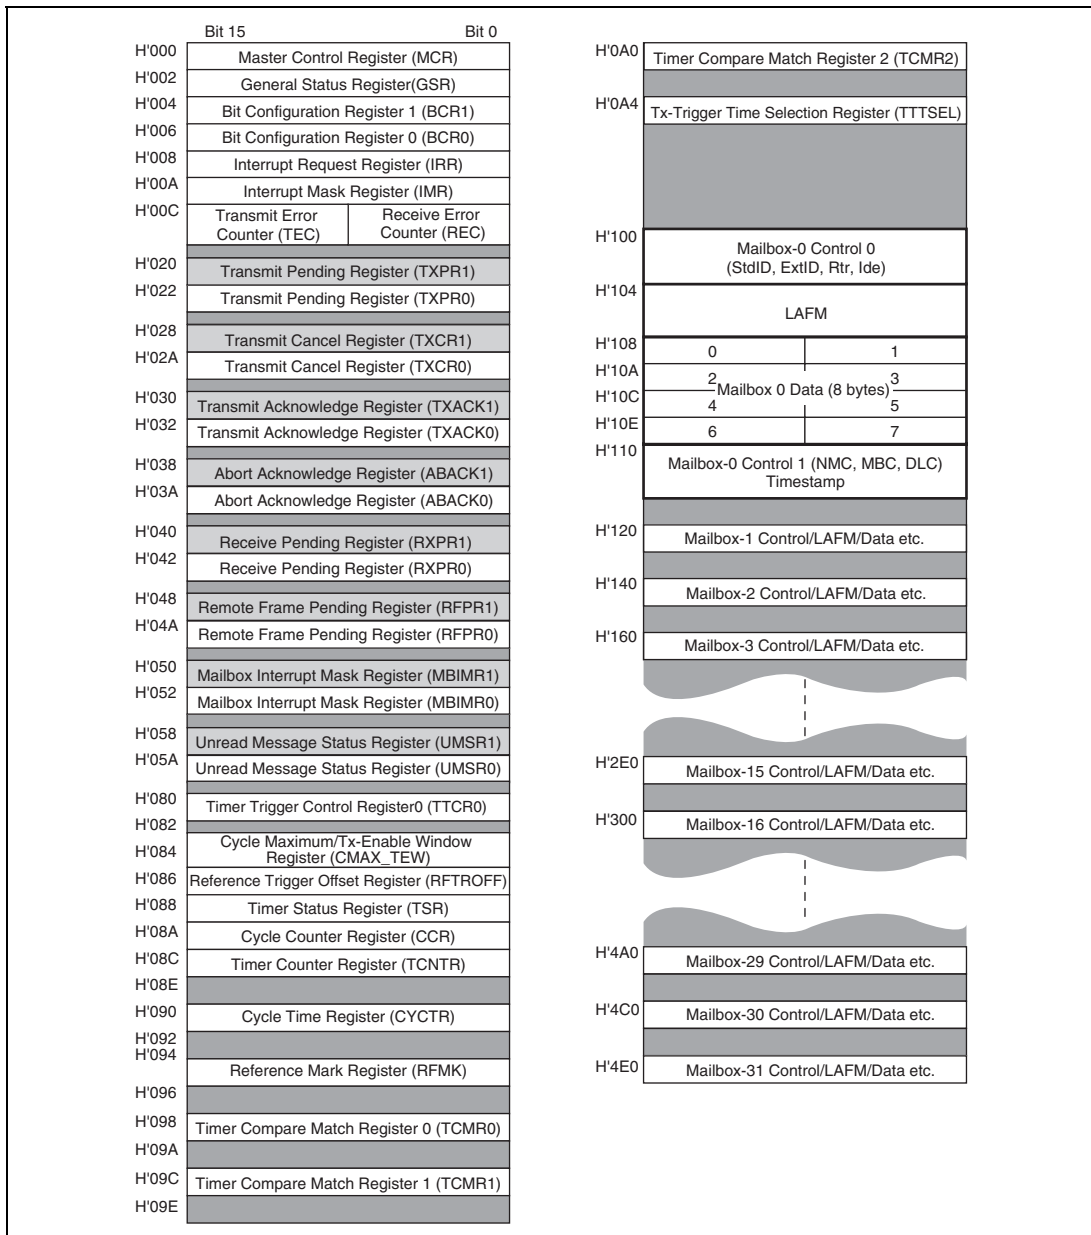 Bit 15 Bit 0
H'000 Master Control Register (MCR)
H'002 General Status Register(GSR)
H'004 Bit Configuration Register 1 (BCR1)
H'006 Bit Configuration Register 0 (BCR0)
H'008 Interrupt Request Register (IRR)
H'00A Interrupt Mask Register (IMR)
H'00C Transmit Error Receive Error
Counter (TEC) Counter (REC)
H'020 Transmit Pending Register (TXPR1)
H'022 Transmit Pending Register (TXPR0)
H'028 Transmit Cancel Register (TXCR1)
H'02A Transmit Cancel Register (TXCR0)
H'030 Transmit Acknowledge Register (TXACK1)
H'032 Transmit Acknowledge Register (TXACK0)
H'038 Abort Acknowledge Register (ABACK1)
H'03A Abort Acknowledge Register (ABACK0)
H'040 Receive Pending Register (RXPR1)
H'042 Receive Pending Register (RXPR0)
H'048 Remote Frame Pending Register (RFPR1)
H'04A Remote Frame Pending Register (RFPR0)
H'050 Mailbox Interrupt Mask Register (MBIMR1)
H'052 Mailbox Interrupt Mask Register (MBIMR0)
H'058 Unread Message Status Register (UMSR1)
H'05A Unread Message Status Register (UMSR0)
H'080 Timer Trigger Control Register0 (TTCR0)
H'082
H'084 Cycle Maximum/Tx-Enable Window
Register (CMAX_TEW)
H'086 Reference Trigger Offset Register (RFTROFF)
H'088 Timer Status Register (TSR)
H'08A Cycle Counter Register (CCR)
H'08C Timer Counter Register (TCNTR)
H'08E
H'090 Cycle Time Register (CYCTR)
H'092
H'094 Reference Mark Register (RFMK)
H'096
H'098 Timer Compare Match Register 0 (TCMR0)
H'09A
H'09C Timer Compare Match Register 1 (TCMR1)
H'09E
H'0A0 Timer Compare Match Register 2 (TCMR2)
H'0A4 Tx-Trigger Time Selection Register (TTTSEL)
H'100 Mailbox-0 Control 0
(StdID, ExtID, Rtr, Ide)
H'104 LAFM
H'108 0 1
H'10A 2 3
Mailbox 0 Data (8 bytes)
H'10C 4 5
H'10E 6 7
H'110 Mailbox-0 Control 1 (NMC, MBC, DLC)
Timestamp
H'120 Mailbox-1 Control/LAFM/Data etc.
H'140 Mailbox-2 Control/LAFM/Data etc.
H'160 Mailbox-3 Control/LAFM/Data etc.
H'2E0 Mailbox-15 Control/LAFM/Data etc.
H'300 Mailbox-16 Control/LAFM/Data etc.
H'4A0 Mailbox-29 Control/LAFM/Data etc.
H'4C0 Mailbox-30 Control/LAFM/Data etc.
H'4E0 Mailbox-31 Control/LAFM/Data etc.